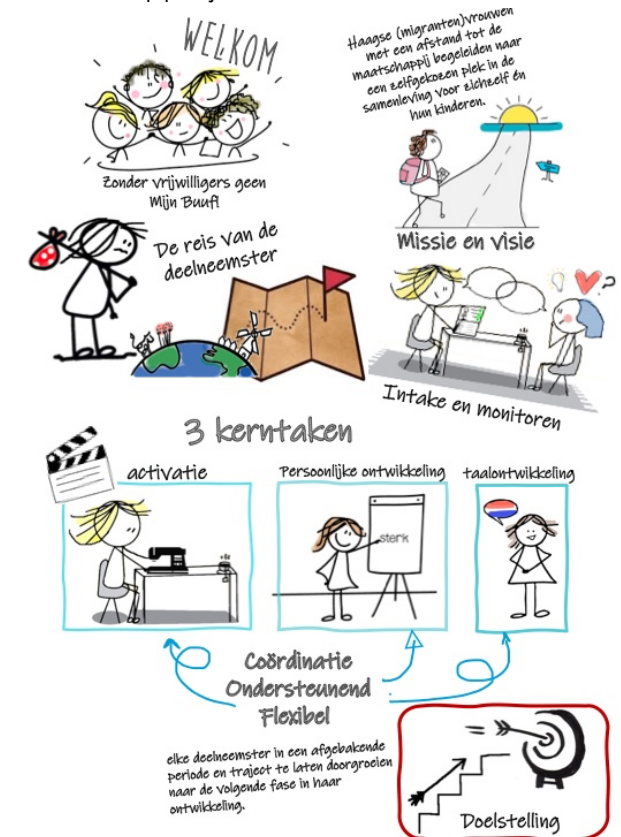 WELKOM
Haagse (migranten)vrouwen
met een afstand tot de
maatschappij begeleiden naar
een zelfgekozen plek in de
samenleving voor zichzelf én
hun kinderen.
Zonder vrijwilligers geen
Mijn Buuf!
Missie en visie
De reis van de
deelneemster
?
Intake en monitoren
3 kerntaken
activatie
Persoonlijke ontwikkeling
taalontwikkeling
sterk
Coördinatie
Ondersteunend
Flexibel
elke deelneemster in een afgebakende
periode en traject te laten doorgroeien
naar de volgende fase in haar
ontwikkeling.
Doelstelling